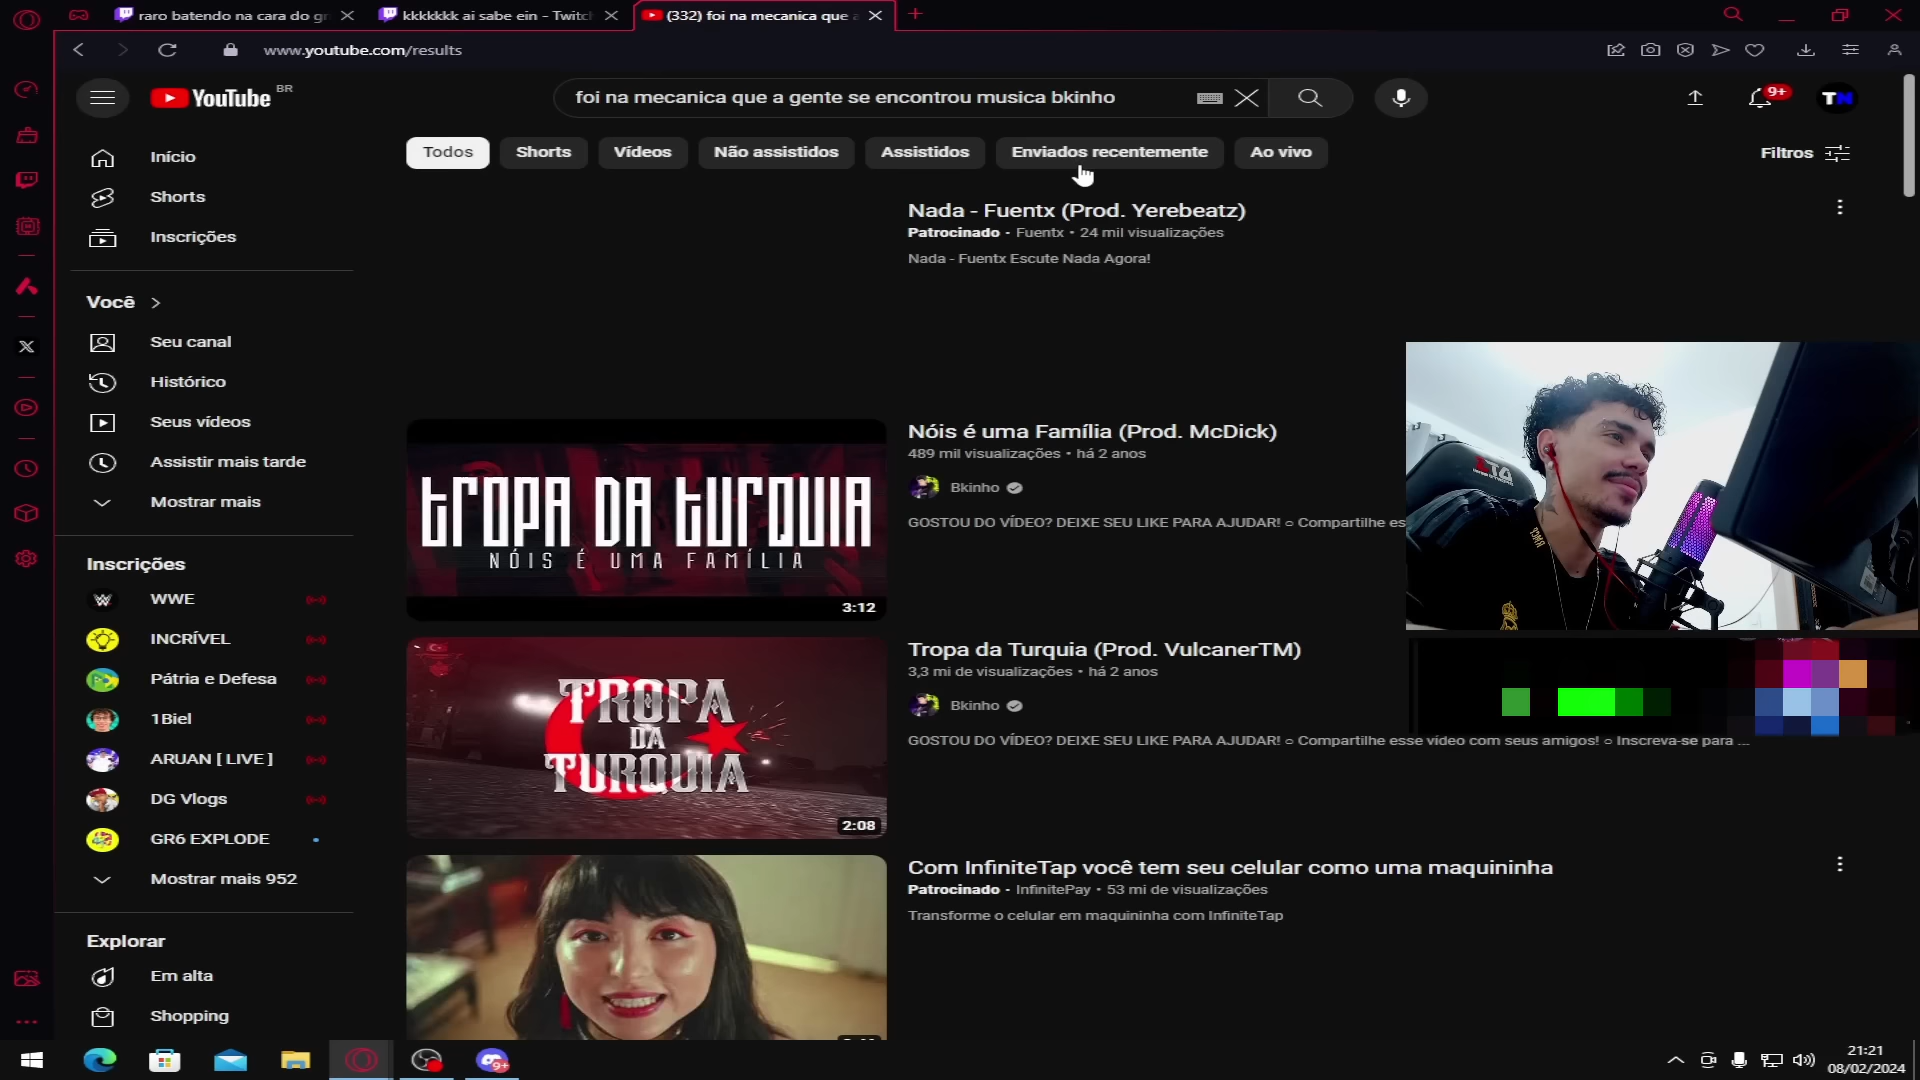 raro batendo na cara do gr
kkkkkkk ai sabe ein - Twitc
(332) foi na mecanica que a
www.youtube.com/results
YouTube BR
foi na mecanica que a gente se encontrou musica bkinho
9+
TN
Todos
Shorts
Vídeos
Não assistidos
Assistidos
Enviados recentemente
Ao vivo
Filtros
Início
Shorts
Inscrições
Você
Seu canal
Histórico
Seus vídeos
Assistir mais tarde
Mostrar mais
Inscrições
WWE
INCRÍVEL
Pátria e Defesa
1Biel
ARUAN [ LIVE ]
DG Vlogs
GR6 EXPLODE
Mostrar mais 952
Explorar
Em alta
Shopping
Nada - Fuentx (Prod. Yerebeatz)
Patrocinado · Fuentx • 24 mil visualizações
Nada - Fuentx Escute Nada Agora!
TROPA DA TURQUIA
NÓIS É UMA FAMÍLIA
3:12
Nóis é uma Família (Prod. McDick)
489 mil visualizações • há 2 anos
Bkinho
GOSTOU DO VÍDEO? DEIXE SEU LIKE PARA AJUDAR! ○ Compartilhe es
TROPA
DA
TURQUIA
2:08
Tropa da Turquia (Prod. VulcanerTM)
3,3 mi de visualizações • há 2 anos
Bkinho
GOSTOU DO VÍDEO? DEIXE SEU LIKE PARA AJUDAR! ○ Compartilhe esse vídeo com seus amigos! ○ Inscreva-se para ...
Com InfiniteTap você tem seu celular como uma maquininha
Patrocinado · InfinitePay • 53 mi de visualizações
Transforme o celular em maquininha com InfiniteTap
9+
21:21
08/02/2024